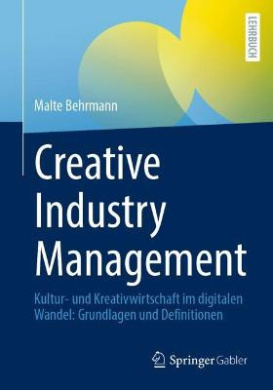 LEHRBUCH
Malte Behrmann
Creative
Industry
Management
Kultur- und Kreativwirtschaft im digitalen
Wandel: Grundlagen und Definitionen
Springer Gabler